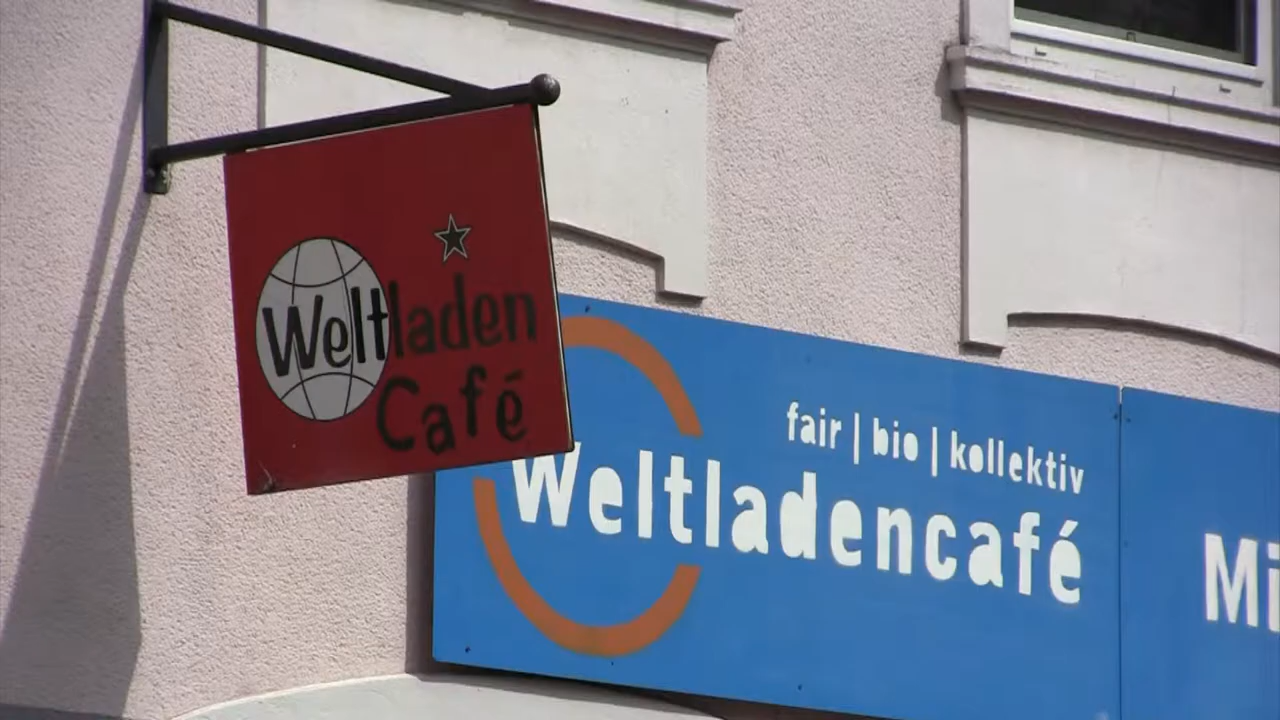 Weltladen
Café
fair | bio | kollektiv
Weltladencafé